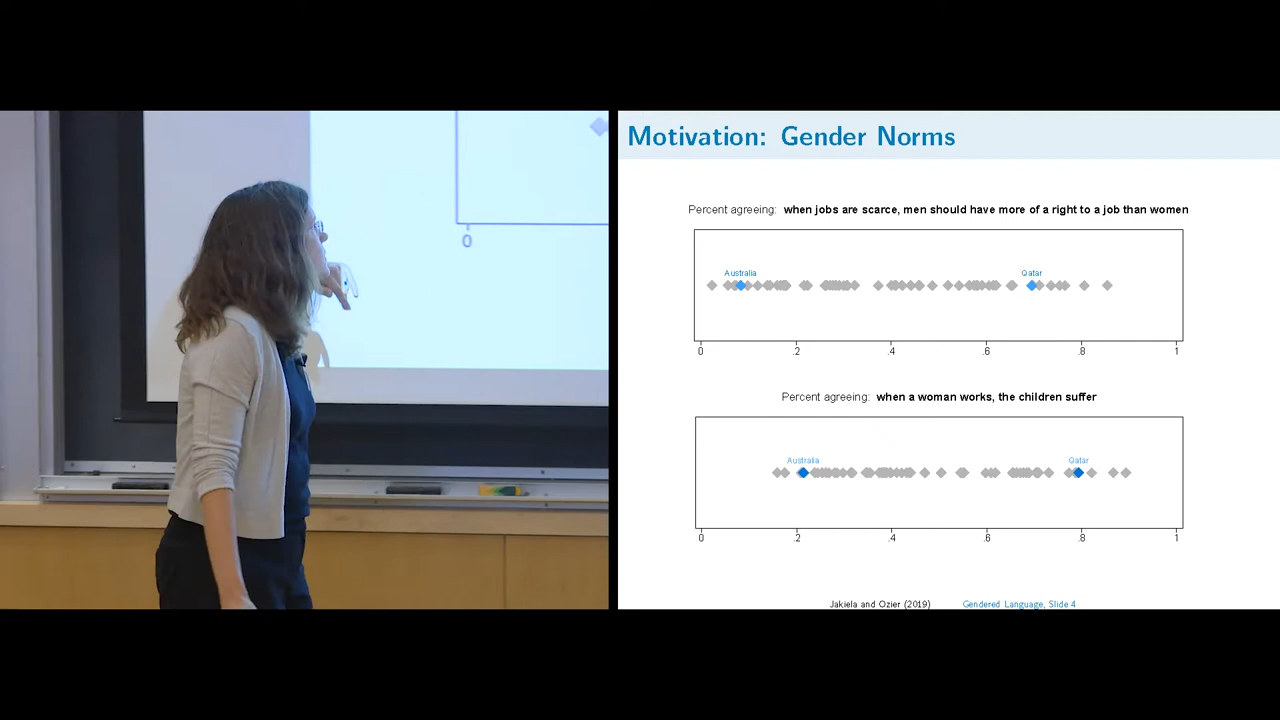 0
Motivation: Gender Norms
Percent agreeing: when jobs are scarce, men should have more of a right to a job than women
Australia
Qatar
0 .2 .4 .6 .8 1
Percent agreeing: when a woman works, the children suffer
Australia
Qatar
0 .2 .4 .6 .8 1
Jakiela and Ozier (2019) Gendered Language, Slide 4